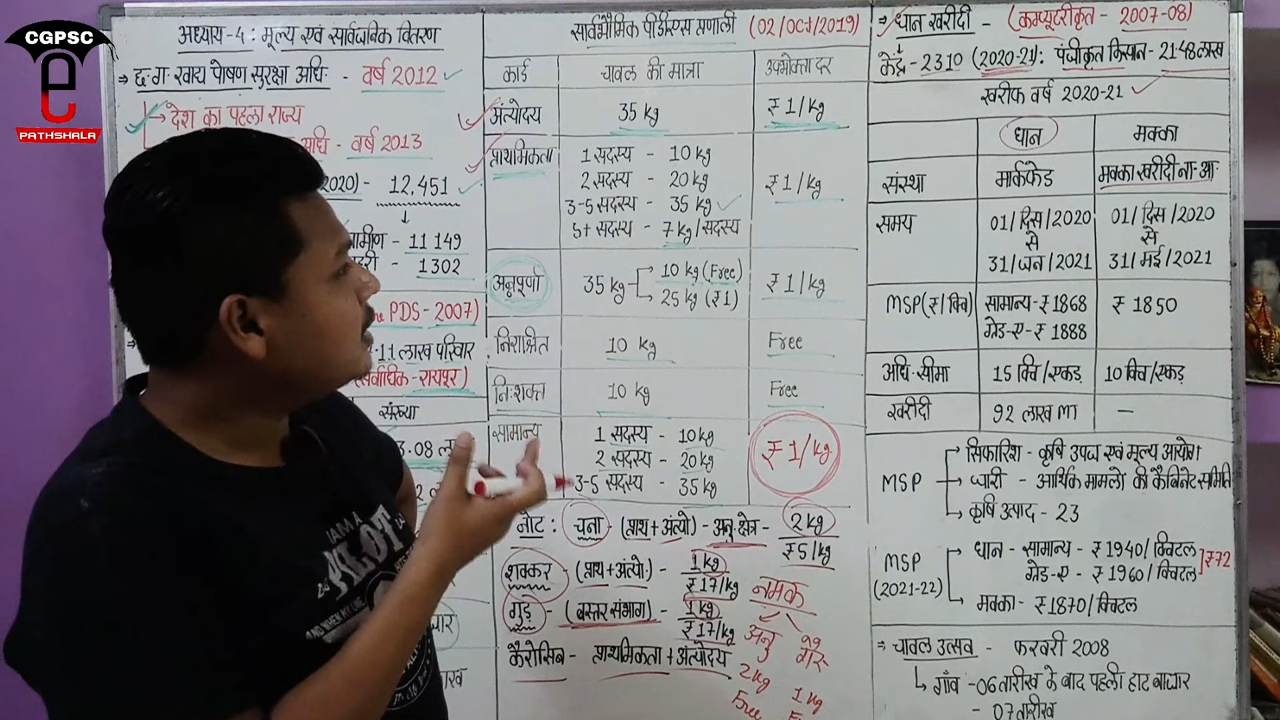 CGPSC
e
PATHSHALA
अध्याय-4 : मूल्य एवं सार्वजनिक वितरण
⇒ छ.ग. खाद्य पोषण सुरक्षा अधि. - वर्ष 2012
देश का पहला राज्य
अधि - वर्ष 2013
2020) - 12,451
ग्रामीण - 11149
शहरी - 1302
PDS - 2007)
11 लाख परिवार
(सर्वाधिक - रायपुर)
संख्या
3.08
सार्वभौमिक पीडीएस प्रणाली (02/Oct/2019)
कार्ड चावल की मात्रा उपभोक्ता दर
अंत्योदय 35 kg ₹1/kg
प्राथमिकता 1 सदस्य - 10 kg
2 सदस्य - 20 kg ₹1/kg
3-5 सदस्य - 35 kg
5+ सदस्य - 7 kg/सदस्य
अन्नपूर्णा 35 kg 10 kg (Free) ₹1/kg
25 kg (₹1)
निराश्रित 10 kg Free
निःशक्त 10 kg Free
सामान्य 1 सदस्य - 10 kg
2 सदस्य - 20 kg ₹1/kg
3-5 सदस्य - 35 kg
नोट : चना - (प्राथ + अंत्यो) - अनु. क्षेत्र - 2 kg
₹5/kg
शक्कर - (प्राथ + अंत्यो.) - 1 kg
₹17/kg
गुड़ - (बस्तर संभाग) - 1 kg
₹17/kg
कैरोसिन - प्राथमिकता + अंत्योदय
नमक
अनु गैर
2 kg 1 kg
Free
⇒ धान खरीदी - (कम्प्यूटरीकृत - 2007-08)
केंद्र - 2310 (2020-21) : पंजीकृत किसान - 21.48 लाख
खरीफ वर्ष 2020-21
धान मक्का
संस्था मार्कफेड मक्का खरीदी ना. आ.
समय 01/दिस/2020 01/दिस/2020
से से
31/जन/2021 31/मई/2021
MSP (₹/क्विं) सामान्य - ₹1868 ₹1850
ग्रेड-ए - ₹1888
अधि. सीमा 15 क्विं/एकड़ 10 क्विं/एकड़
खरीदी 92 लाख MT -
MSP सिफारिश - कृषि उपज एवं मूल्य आयोग
जारी - आर्थिक मामलों की कैबिनेट समिति
कृषि उत्पाद - 23
MSP (2021-22) धान - सामान्य - ₹1940/क्विंटल
ग्रेड-ए - ₹1960/क्विंटल ₹72
मक्का - ₹1870/क्विंटल
⇒ चावल उत्सव - फरवरी 2008
गाँव - 06 तारीख के बाद पहली हाट बाजार
- 07 तारीख